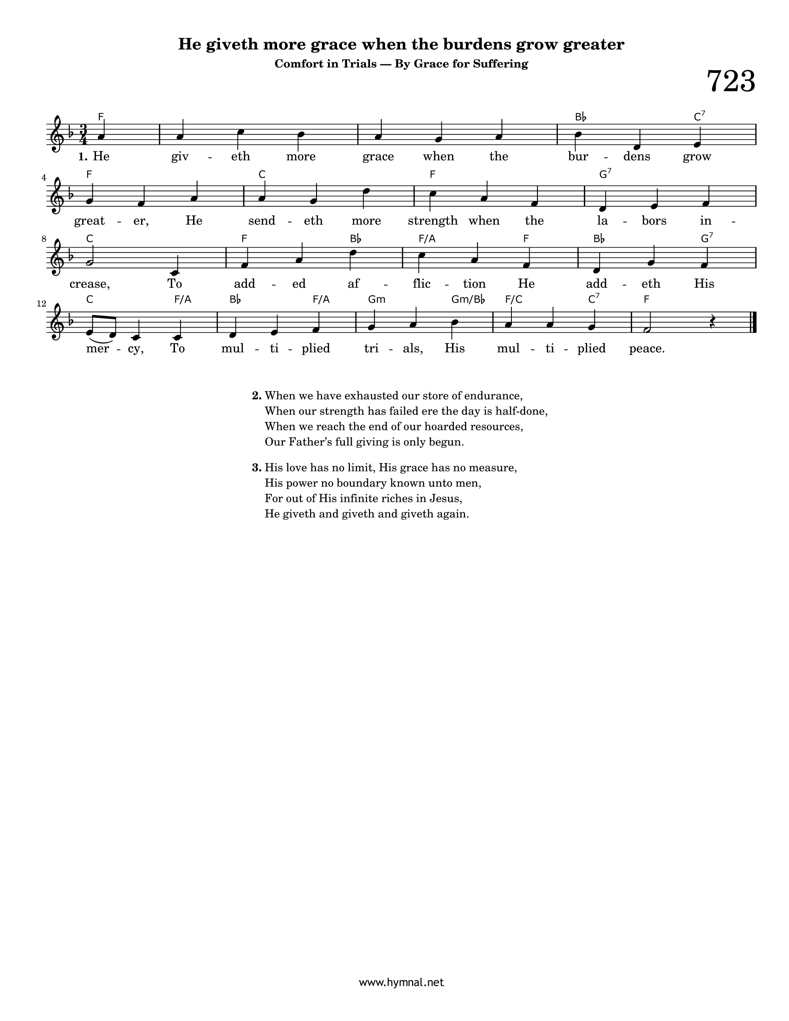 He giveth more grace when the burdens grow greater
Comfort in Trials — By Grace for Suffering
723
F B♭ C7
3
4
1. He giv - eth more grace when the bur - dens grow
4 F C F G7
great - er, He send - eth more strength when the la - bors in -
8 C F B♭ F/A F B♭ G7
crease, To add - ed af - flic - tion He add - eth His
12 C F/A B♭ F/A Gm Gm/B♭ F/C C7 F
mer - cy, To mul - ti - plied tri - als, His mul - ti - plied peace.
2. When we have exhausted our store of endurance,
When our strength has failed ere the day is half-done,
When we reach the end of our hoarded resources,
Our Father's full giving is only begun.
3. His love has no limit, His grace has no measure,
His power no boundary known unto men,
For out of His infinite riches in Jesus,
He giveth and giveth and giveth again.
www.hymnal.net